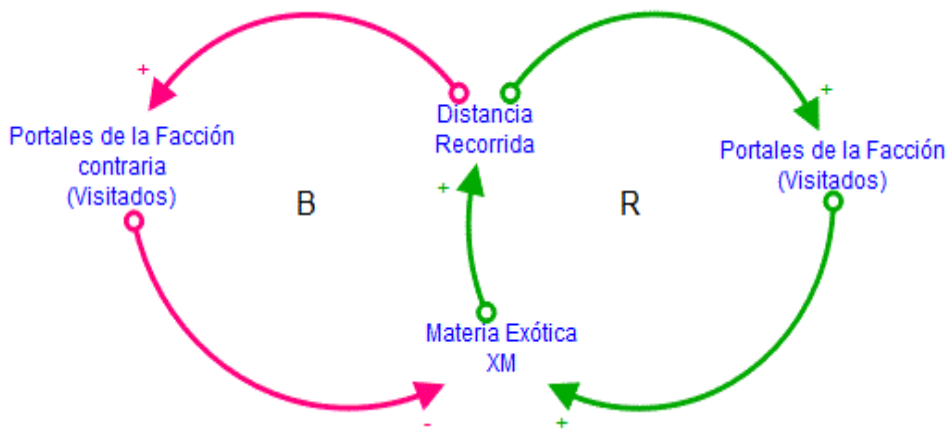 +
+
Portales de la Facción
contraria
(Visitados)
Distancia
Recorrida
Portales de la Facción
(Visitados)
+
B
R
Materia Exótica
XM
-
+